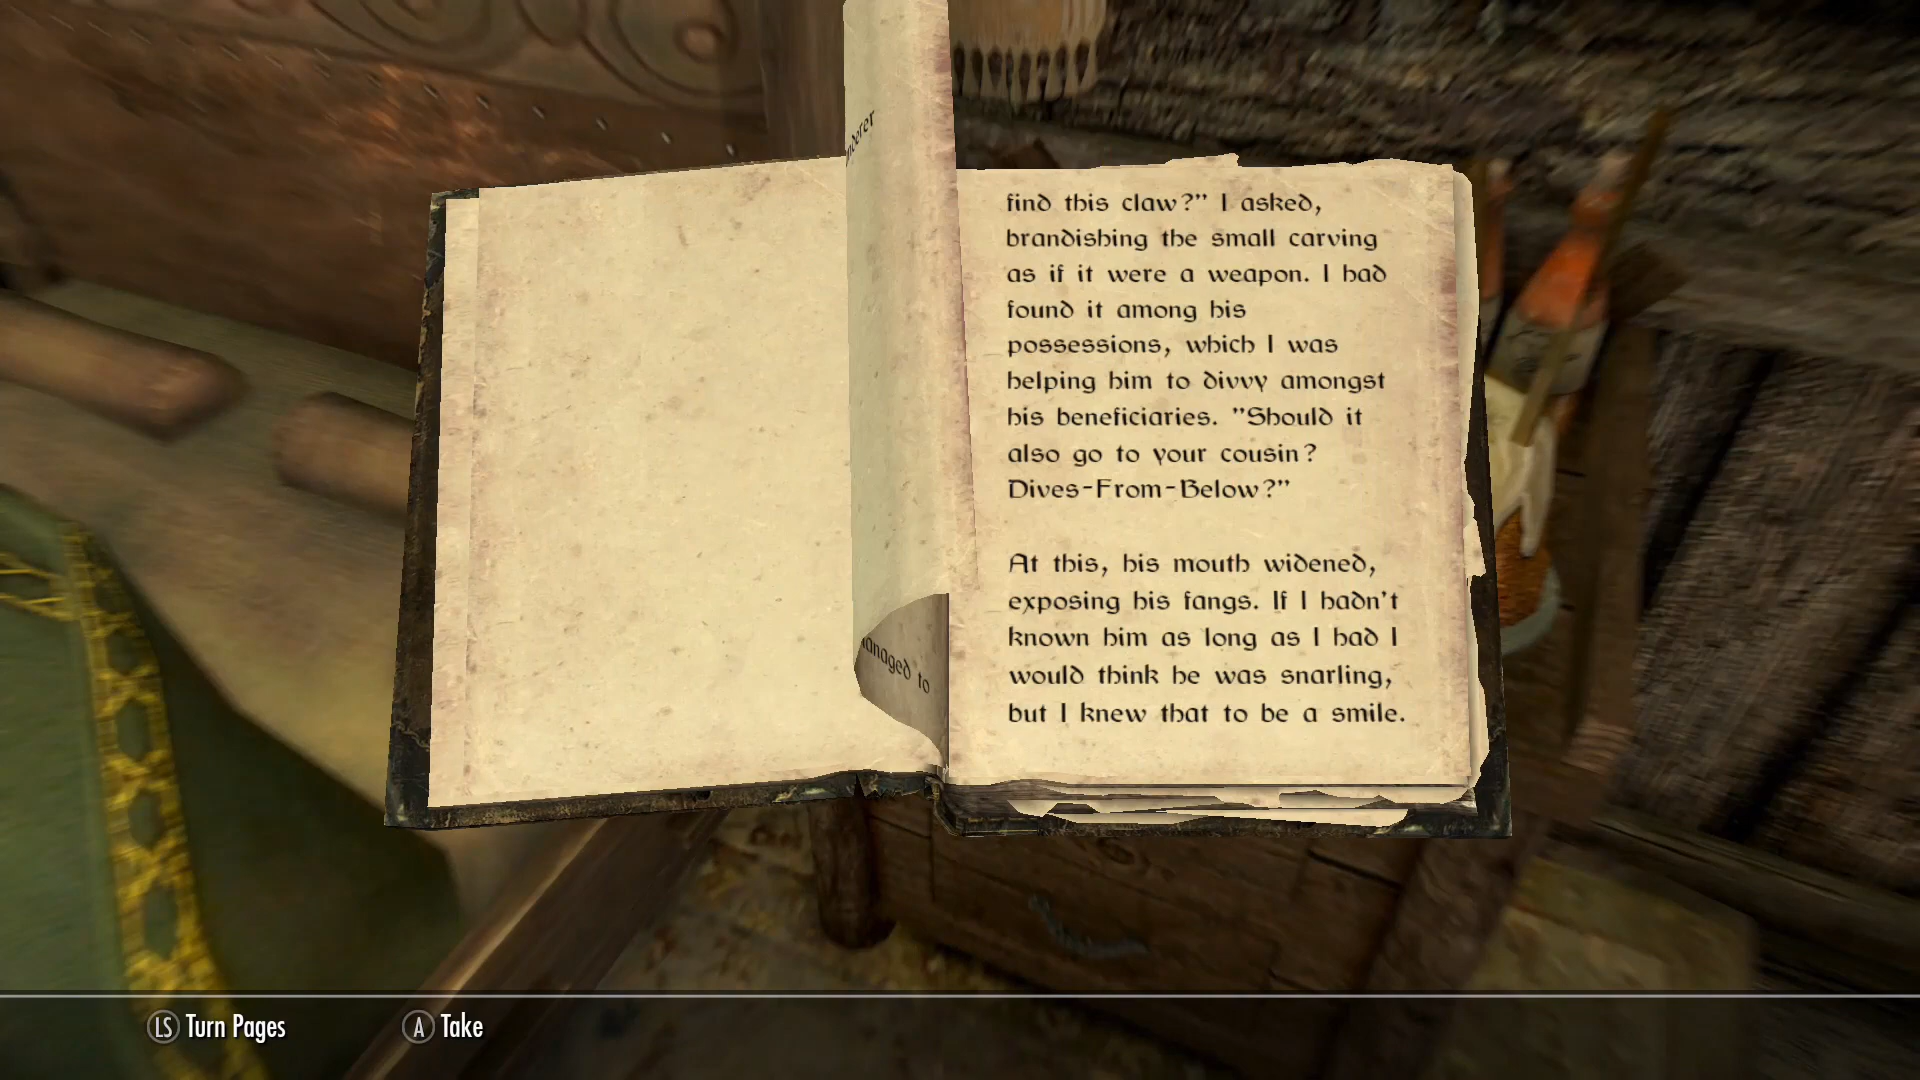 managed to
find this claw?" I asked,
brandishing the small carving
as if it were a weapon. I had
found it among his
possessions, which I was
helping him to divvy amongst
his beneficiaries. "Should it
also go to your cousin?
Dives-From-Below?"
At this, his mouth widened,
exposing his fangs. If I hadn't
known him as long as I had I
would think he was snarling,
but I knew that to be a smile.
LS Turn Pages
A Take